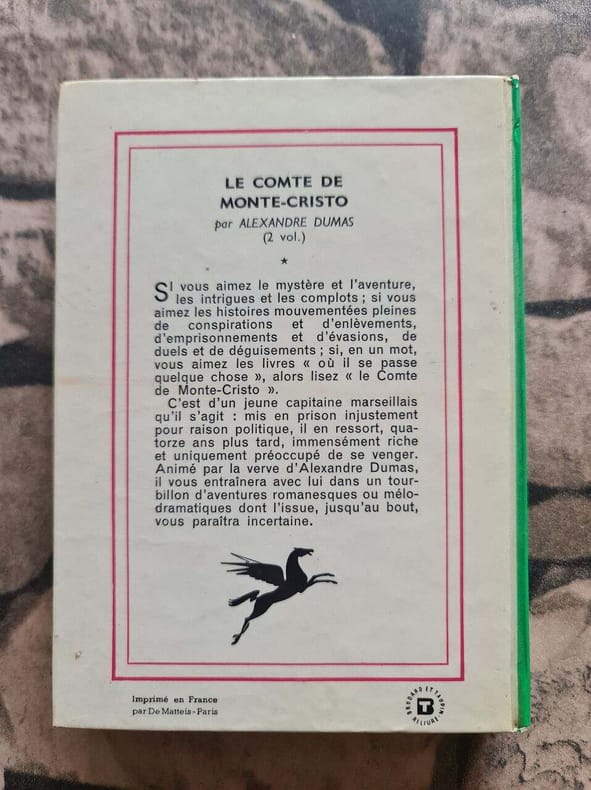 LE COMTE DE
MONTE-CRISTO
par ALEXANDRE DUMAS
(2 vol.)
★
SI vous aimez le mystère et l'aventure,
les intrigues et les complots ; si vous
aimez les histoires mouvementées pleines
de conspirations et d'enlèvements,
d'emprisonnements et d'évasions, de
duels et de déguisements ; si, en un mot,
vous aimez les livres « où il se passe
quelque chose », alors lisez « le Comte
de Monte-Cristo ».
C'est d'un jeune capitaine marseillais
qu'il s'agit : mis en prison injustement
pour raison politique, il en ressort, qua-
torze ans plus tard, immensément riche
et uniquement préoccupé de se venger.
Animé par la verve d'Alexandre Dumas,
il vous entraînera avec lui dans un tour-
billon d'aventures romanesques ou mélo-
dramatiques dont l'issue, jusqu'au bout,
vous paraîtra incertaine.
Imprimé en France
par De Matteis - Paris
BRODARD ET TAUPIN
RELIURE
BT